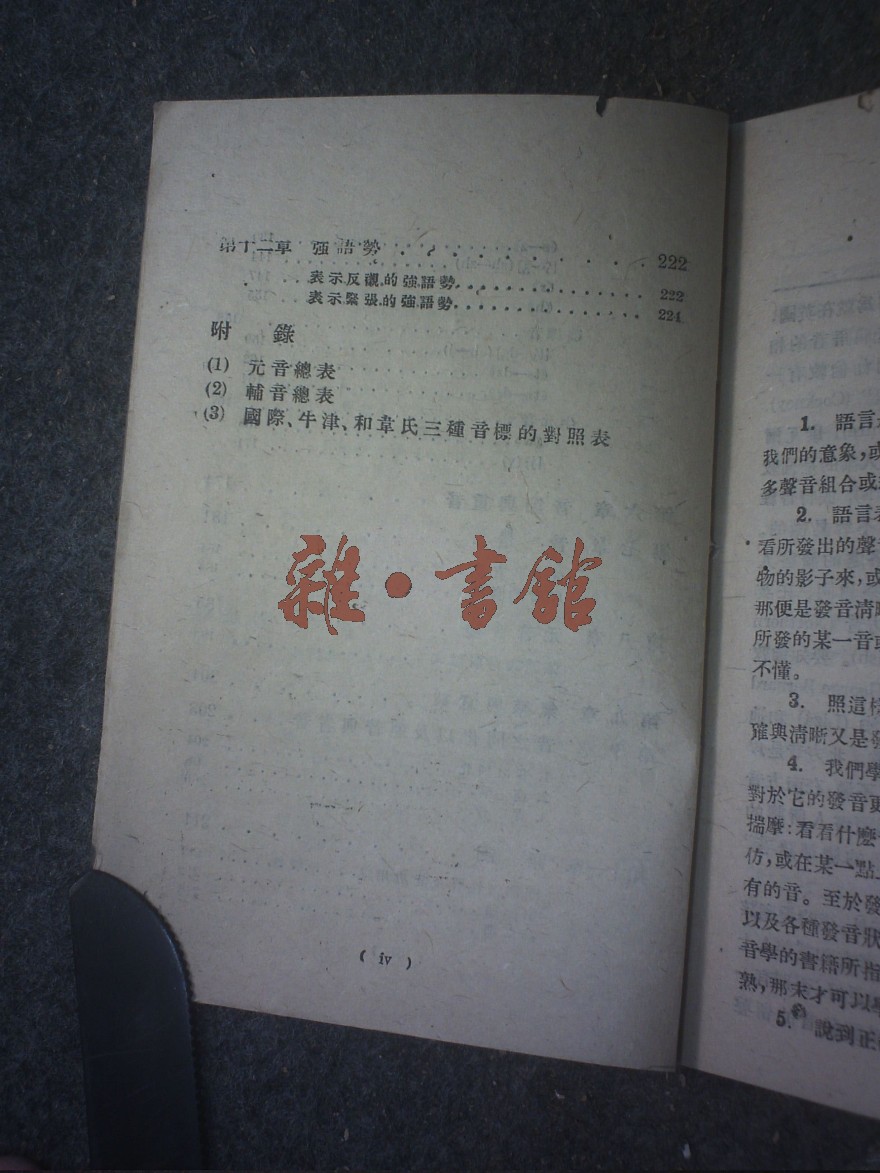 第十二章 强語勢 . . . . . . . . . . . 222
表示反襯的強語勢. . . . . . . . . . . 222
表示緊張的強語勢. . . . . . . . . . . 224
附 錄
(1) 元音總表
(2) 輔音總表
(3) 國際、牛津、和韋氏三種音標的對照表
雜·書館
( iv )
1. 語言
我們的意象,或
多聲音組合或
2. 語言
看所發出的聲
物的影子來,或
那便是發音清
所發的某一音或
不懂。
3. 照這樣
確與清晰又是發
4. 我們學
對於它的發音更
揣摩:看看什麽
仿,或在某一點
有的音。至於發
以及各種發音狀
音學的書籍所指
熟,那末才可以
5. 說到正